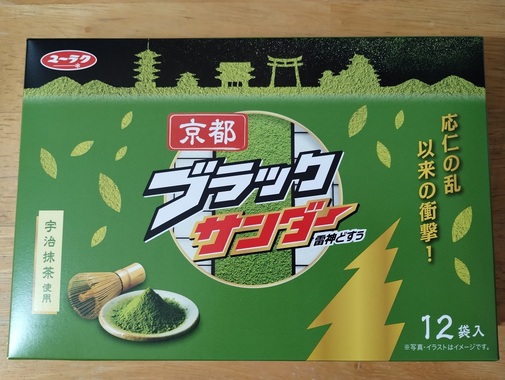 ユーラク
京都
ブラック
サンダー
雷神どすう
応仁の乱
以来の衝撃！
宇治抹茶使用
12袋入
※写真・イラストはイメージです。